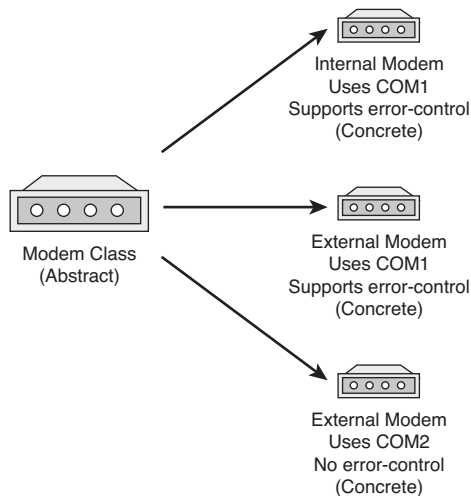 Internal Modem
Uses COM1
Supports error-control
(Concrete)
Modem Class
(Abstract)
External Modem
Uses COM1
Supports error-control
(Concrete)
External Modem
Uses COM2
No error-control
(Concrete)